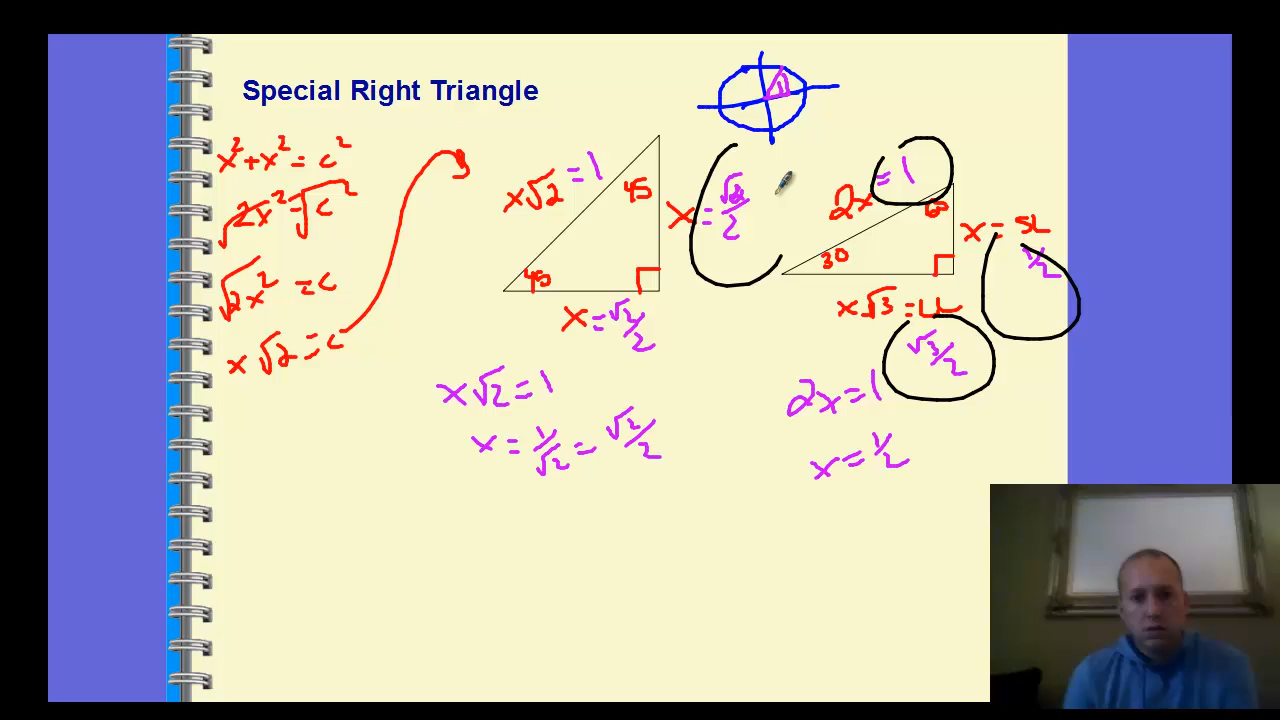 Special Right Triangle
x² + x² = c²
√2x² = √c²
√2x² = c
x√2 = c
x√2 = 1
45
45
x = √2/2
x = √2/2
x√2 = 1
x = 1/√2 = √2/2
2x = 1
60
30
x = SL
1/2
x√3 = LL
√3/2
2x = 1
x = 1/2